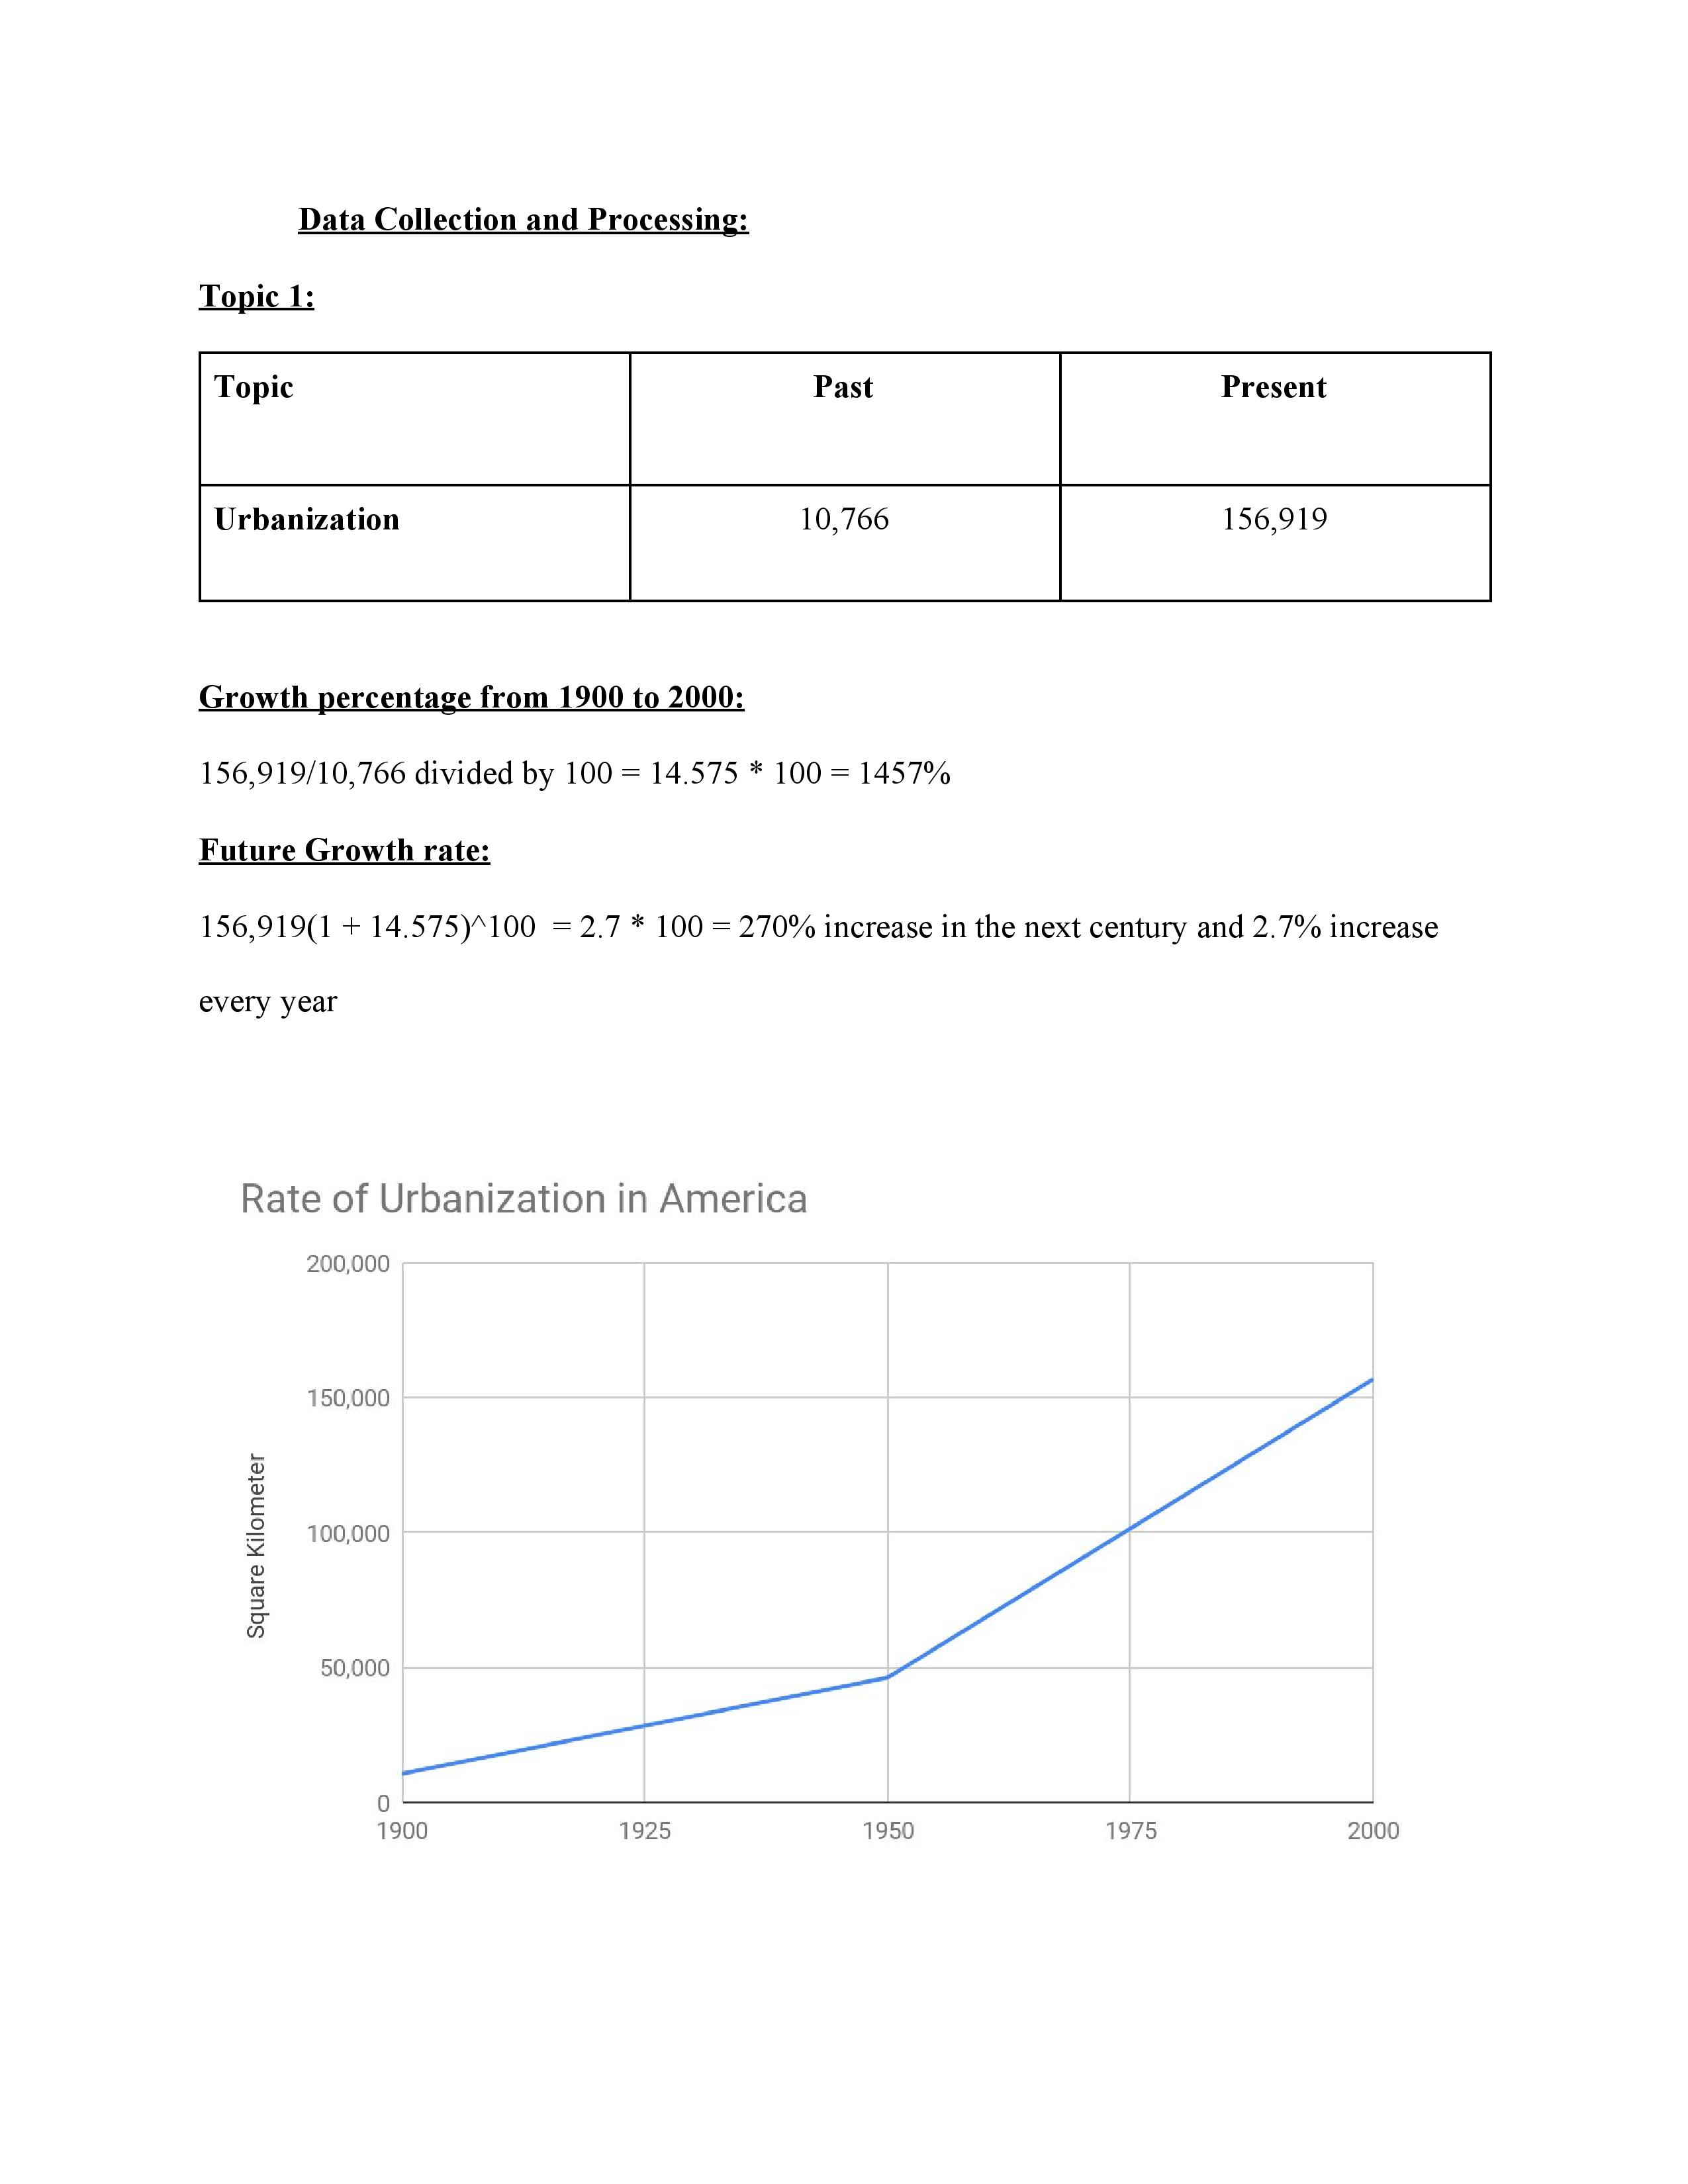 Data Collection and Processing:
Topic 1:
Topic Past Present
Urbanization 10,766 156,919
Growth percentage from 1900 to 2000:
156,919/10,766 divided by 100 = 14.575 * 100 = 1457%
Future Growth rate:
156,919(1 + 14.575)^100  = 2.7 * 100 = 270% increase in the next century and 2.7% increase
every year
Rate of Urbanization in America
200,000
150,000
100,000
50,000
0
Square Kilometer
1900 1925 1950 1975 2000